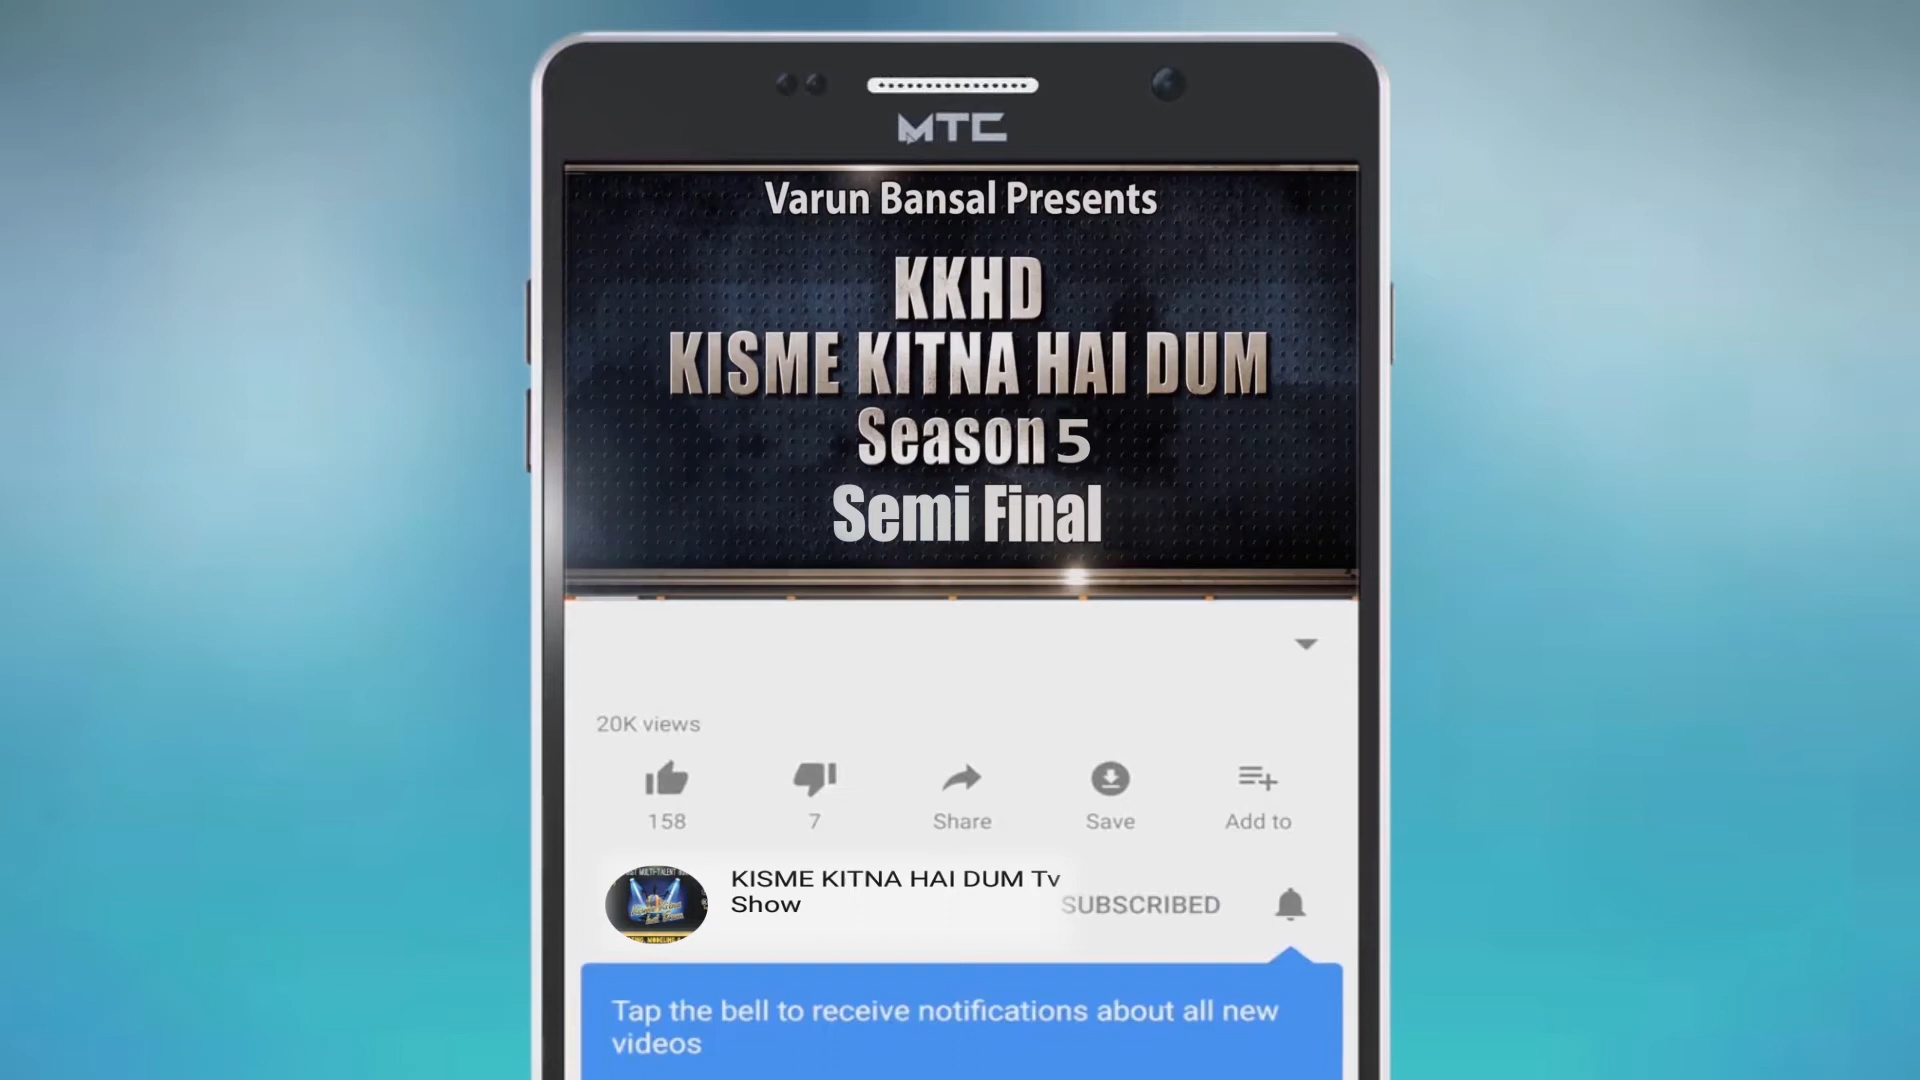 MTC
Varun Bansal Presents
KKHD
KISME KITNA HAI DUM
Season 5
Semi Final
20K views
158
7
Share
Save
Add to
KISME KITNA HAI DUM Tv
Show
SUBSCRIBED
Tap the bell to receive notifications about all new
videos